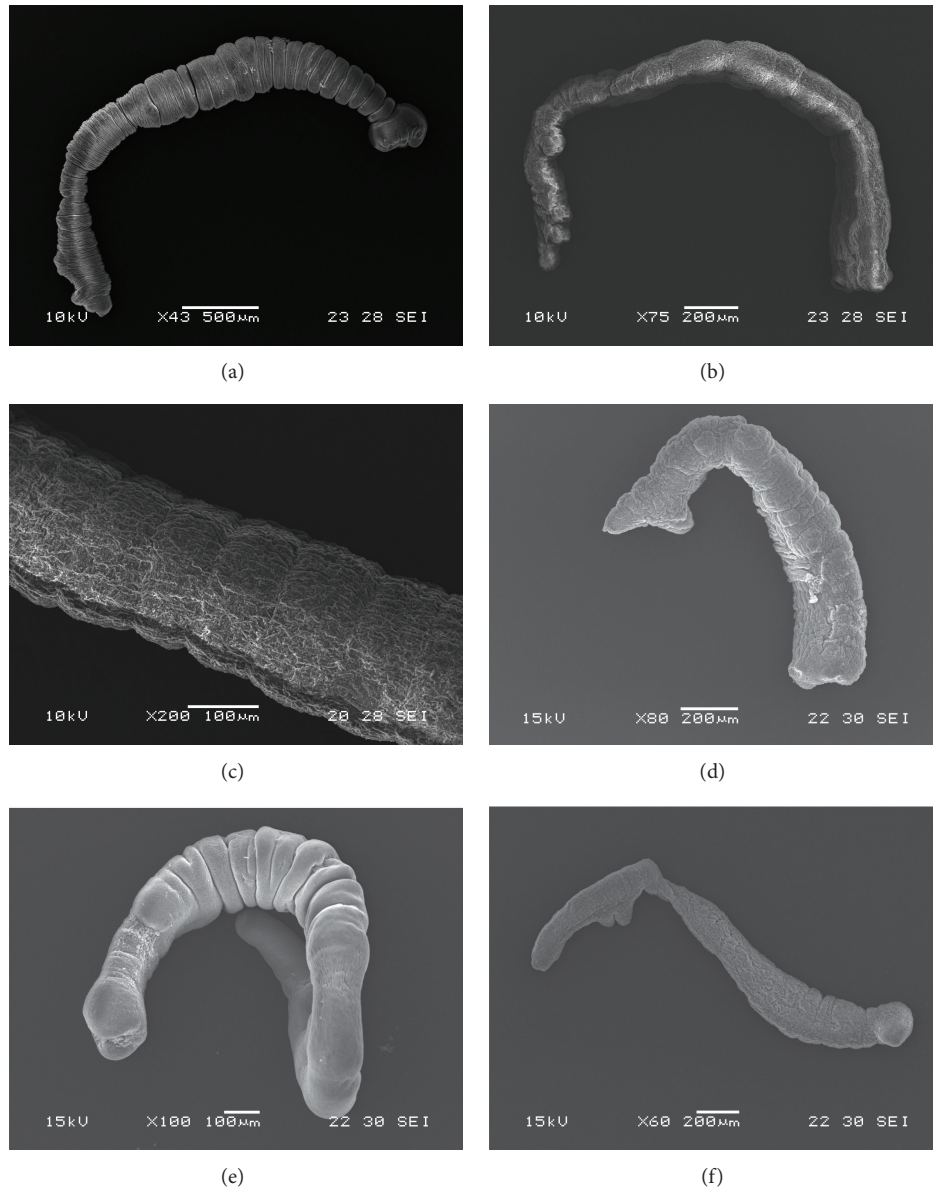 10kV X43 500μm 23 28 SEI
(a)
10kV X75 200μm 23 28 SEI
(b)
10kV X200 100μm 20 28 SEI
(c)
15kV X80 200μm 22 30 SEI
(d)
15kV X100 100μm 22 30 SEI
(e)
15kV X60 200μm 22 30 SEI
(f)